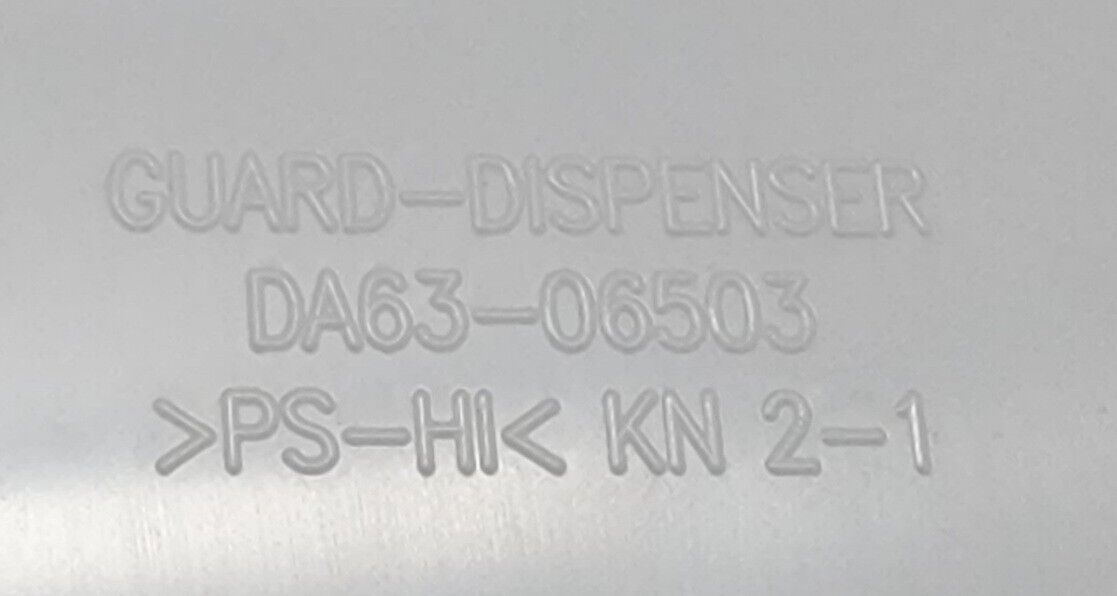 GUARD-DISPENSER
DA63-06503
>PS-HI< KN 2-1